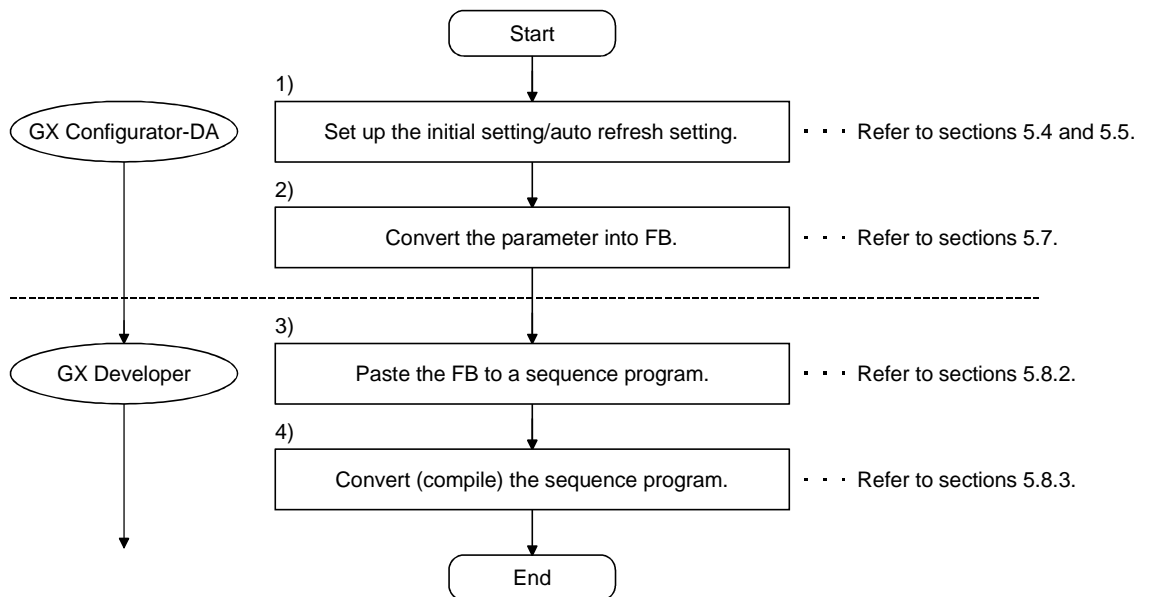 Start
1)
GX Configurator-DA
Set up the initial setting/auto refresh setting.
· · · Refer to sections 5.4 and 5.5.
2)
Convert the parameter into FB.
· · · Refer to sections 5.7.
3)
GX Developer
Paste the FB to a sequence program.
· · · Refer to sections 5.8.2.
4)
Convert (compile) the sequence program.
· · · Refer to sections 5.8.3.
End